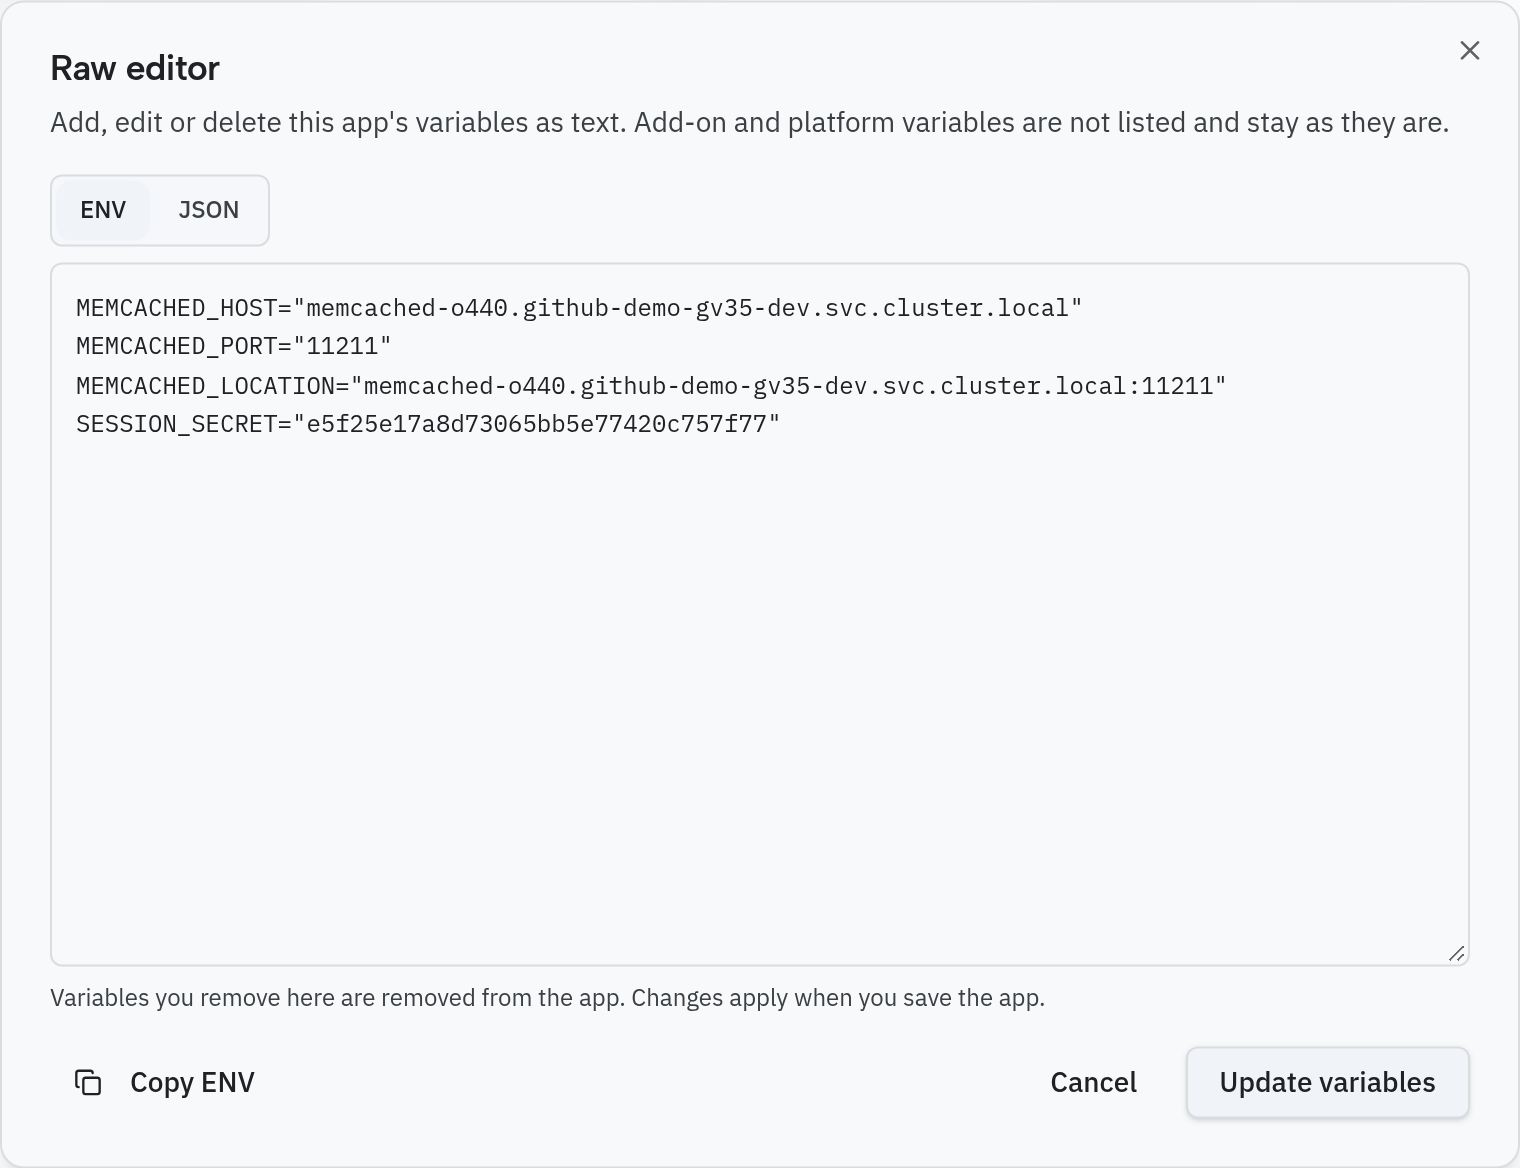 Raw editor
Add, edit or delete this app's variables as text. Add-on and platform variables are not listed and stay as they are.
ENV JSON
MEMCACHED_HOST="memcached-o440.github-demo-gv35-dev.svc.cluster.local"
MEMCACHED_PORT="11211"
MEMCACHED_LOCATION="memcached-o440.github-demo-gv35-dev.svc.cluster.local:11211"
SESSION_SECRET="e5f25e17a8d73065bb5e77420c757f77"
Variables you remove here are removed from the app. Changes apply when you save the app.
Copy ENV Cancel Update variables